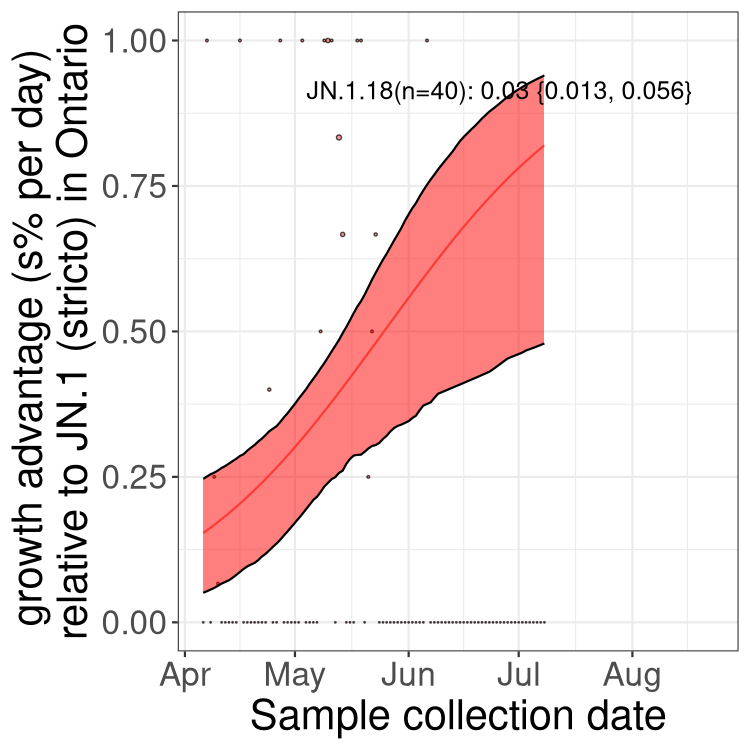 growth advantage (s% per day)
relative to JN.1 (stricto) in Ontario
1.00
0.75
0.50
0.25
0.00
JN.1.18(n=40): 0.03 {0.013, 0.056}
Apr May Jun Jul Aug
Sample collection date